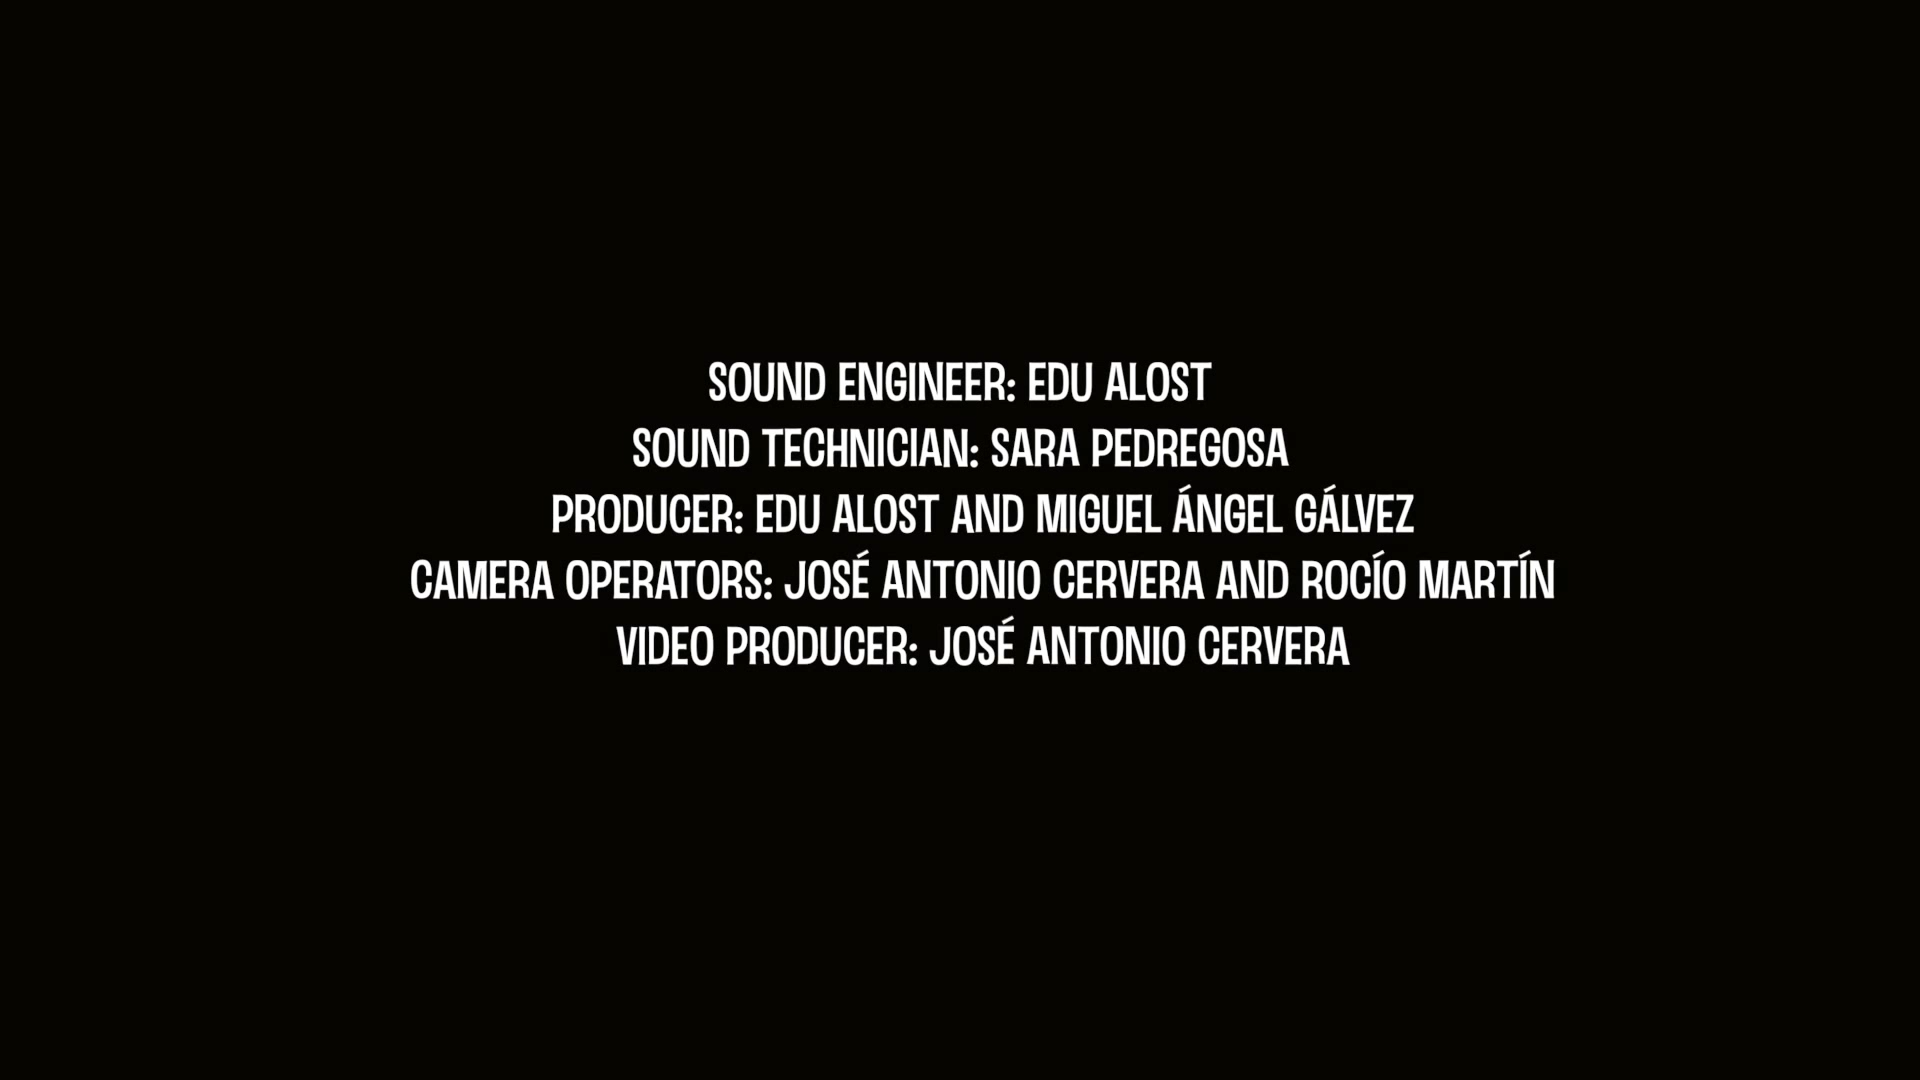 SOUND ENGINEER: EDU ALOST
SOUND TECHNICIAN: SARA PEDREGOSA
PRODUCER: EDU ALOST AND MIGUEL ÁNGEL GÁLVEZ
CAMERA OPERATORS: JOSÉ ANTONIO CERVERA AND ROCÍO MARTÍN
VIDEO PRODUCER: JOSÉ ANTONIO CERVERA